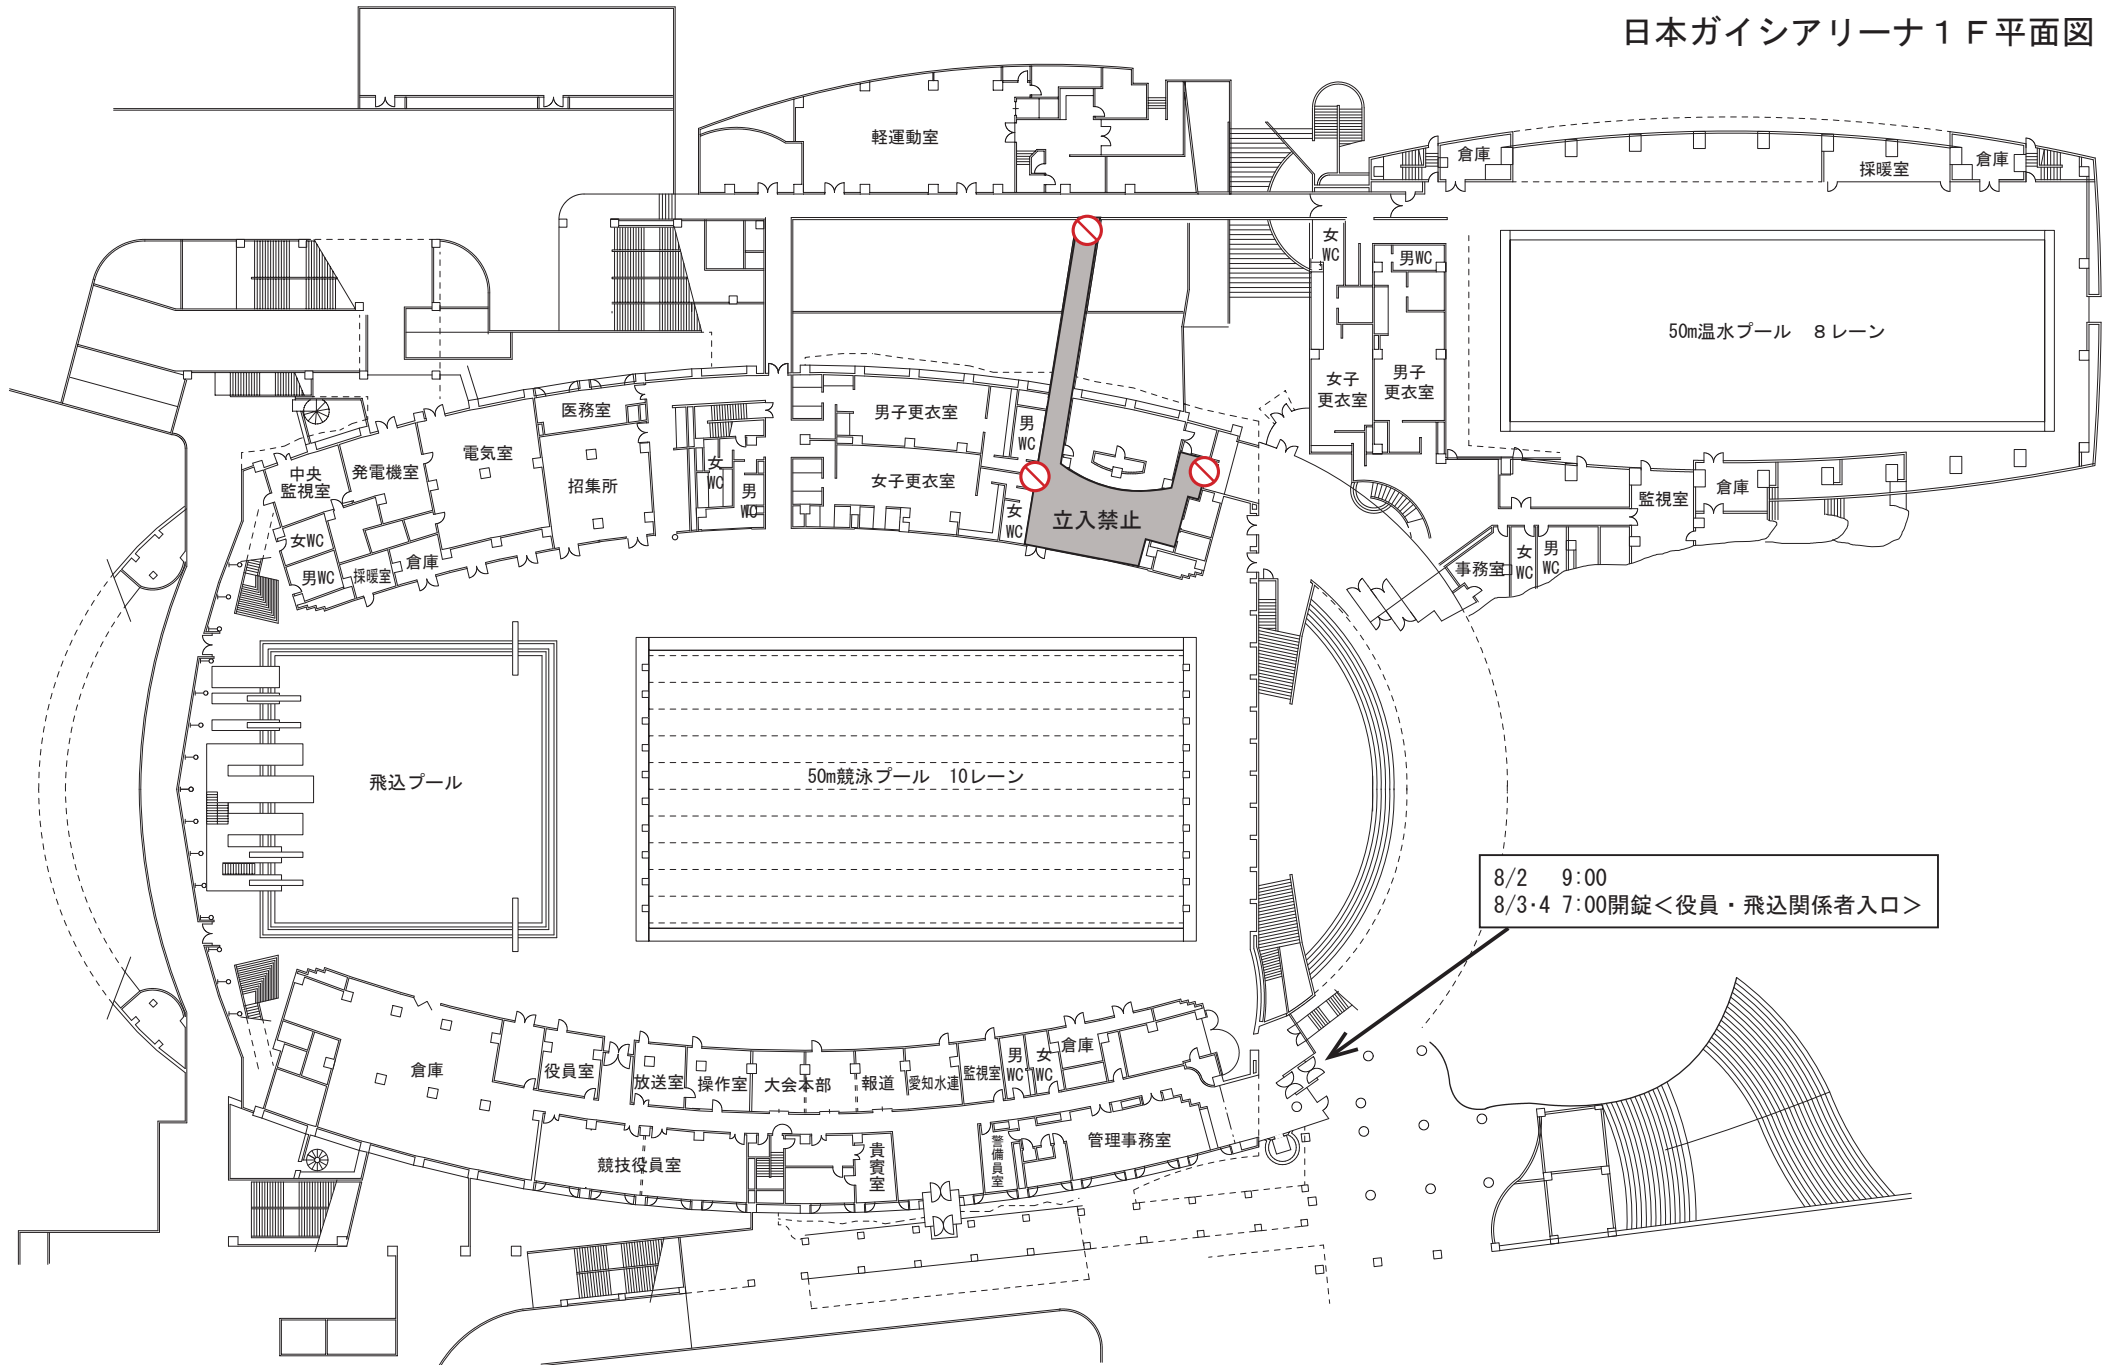 日本ガイシアリーナ１Ｆ平面図
軽運動室
倉庫
採暖室
倉庫
女
WC
男WC
50m温水プール　８レーン
女子
更衣室
男子
更衣室
医務室
男子更衣室
男
WC
中央
監視室
発電機室
電気室
招集所
女
WC
男
WC
女子更衣室
女
WC
立入禁止
監視室
倉庫
女WC
男WC
採暖室
倉庫
事務室
女
WC
男
WC
飛込プール
50m競泳プール　10レーン
8/2　9:00
8/3･4 7:00開錠＜役員・飛込関係者入口＞
倉庫
役員室
放送室
操作室
大会本部
報道
愛知水連
監視室
男
WC
女
WC
倉庫
競技役員室
貴賓室
警備員室
管理事務室